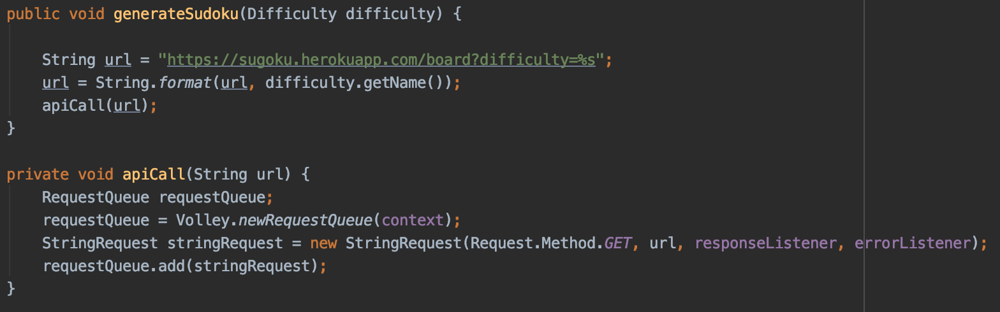 public void generateSudoku(Difficulty difficulty) {
String url = "https://sugoku.herokuapp.com/board?difficulty=%s";
url = String.format(url, difficulty.getName());
apiCall(url);
}
private void apiCall(String url) {
RequestQueue requestQueue;
requestQueue = Volley.newRequestQueue(context);
StringRequest stringRequest = new StringRequest(Request.Method.GET, url, responseListener, errorListener);
requestQueue.add(stringRequest);
}